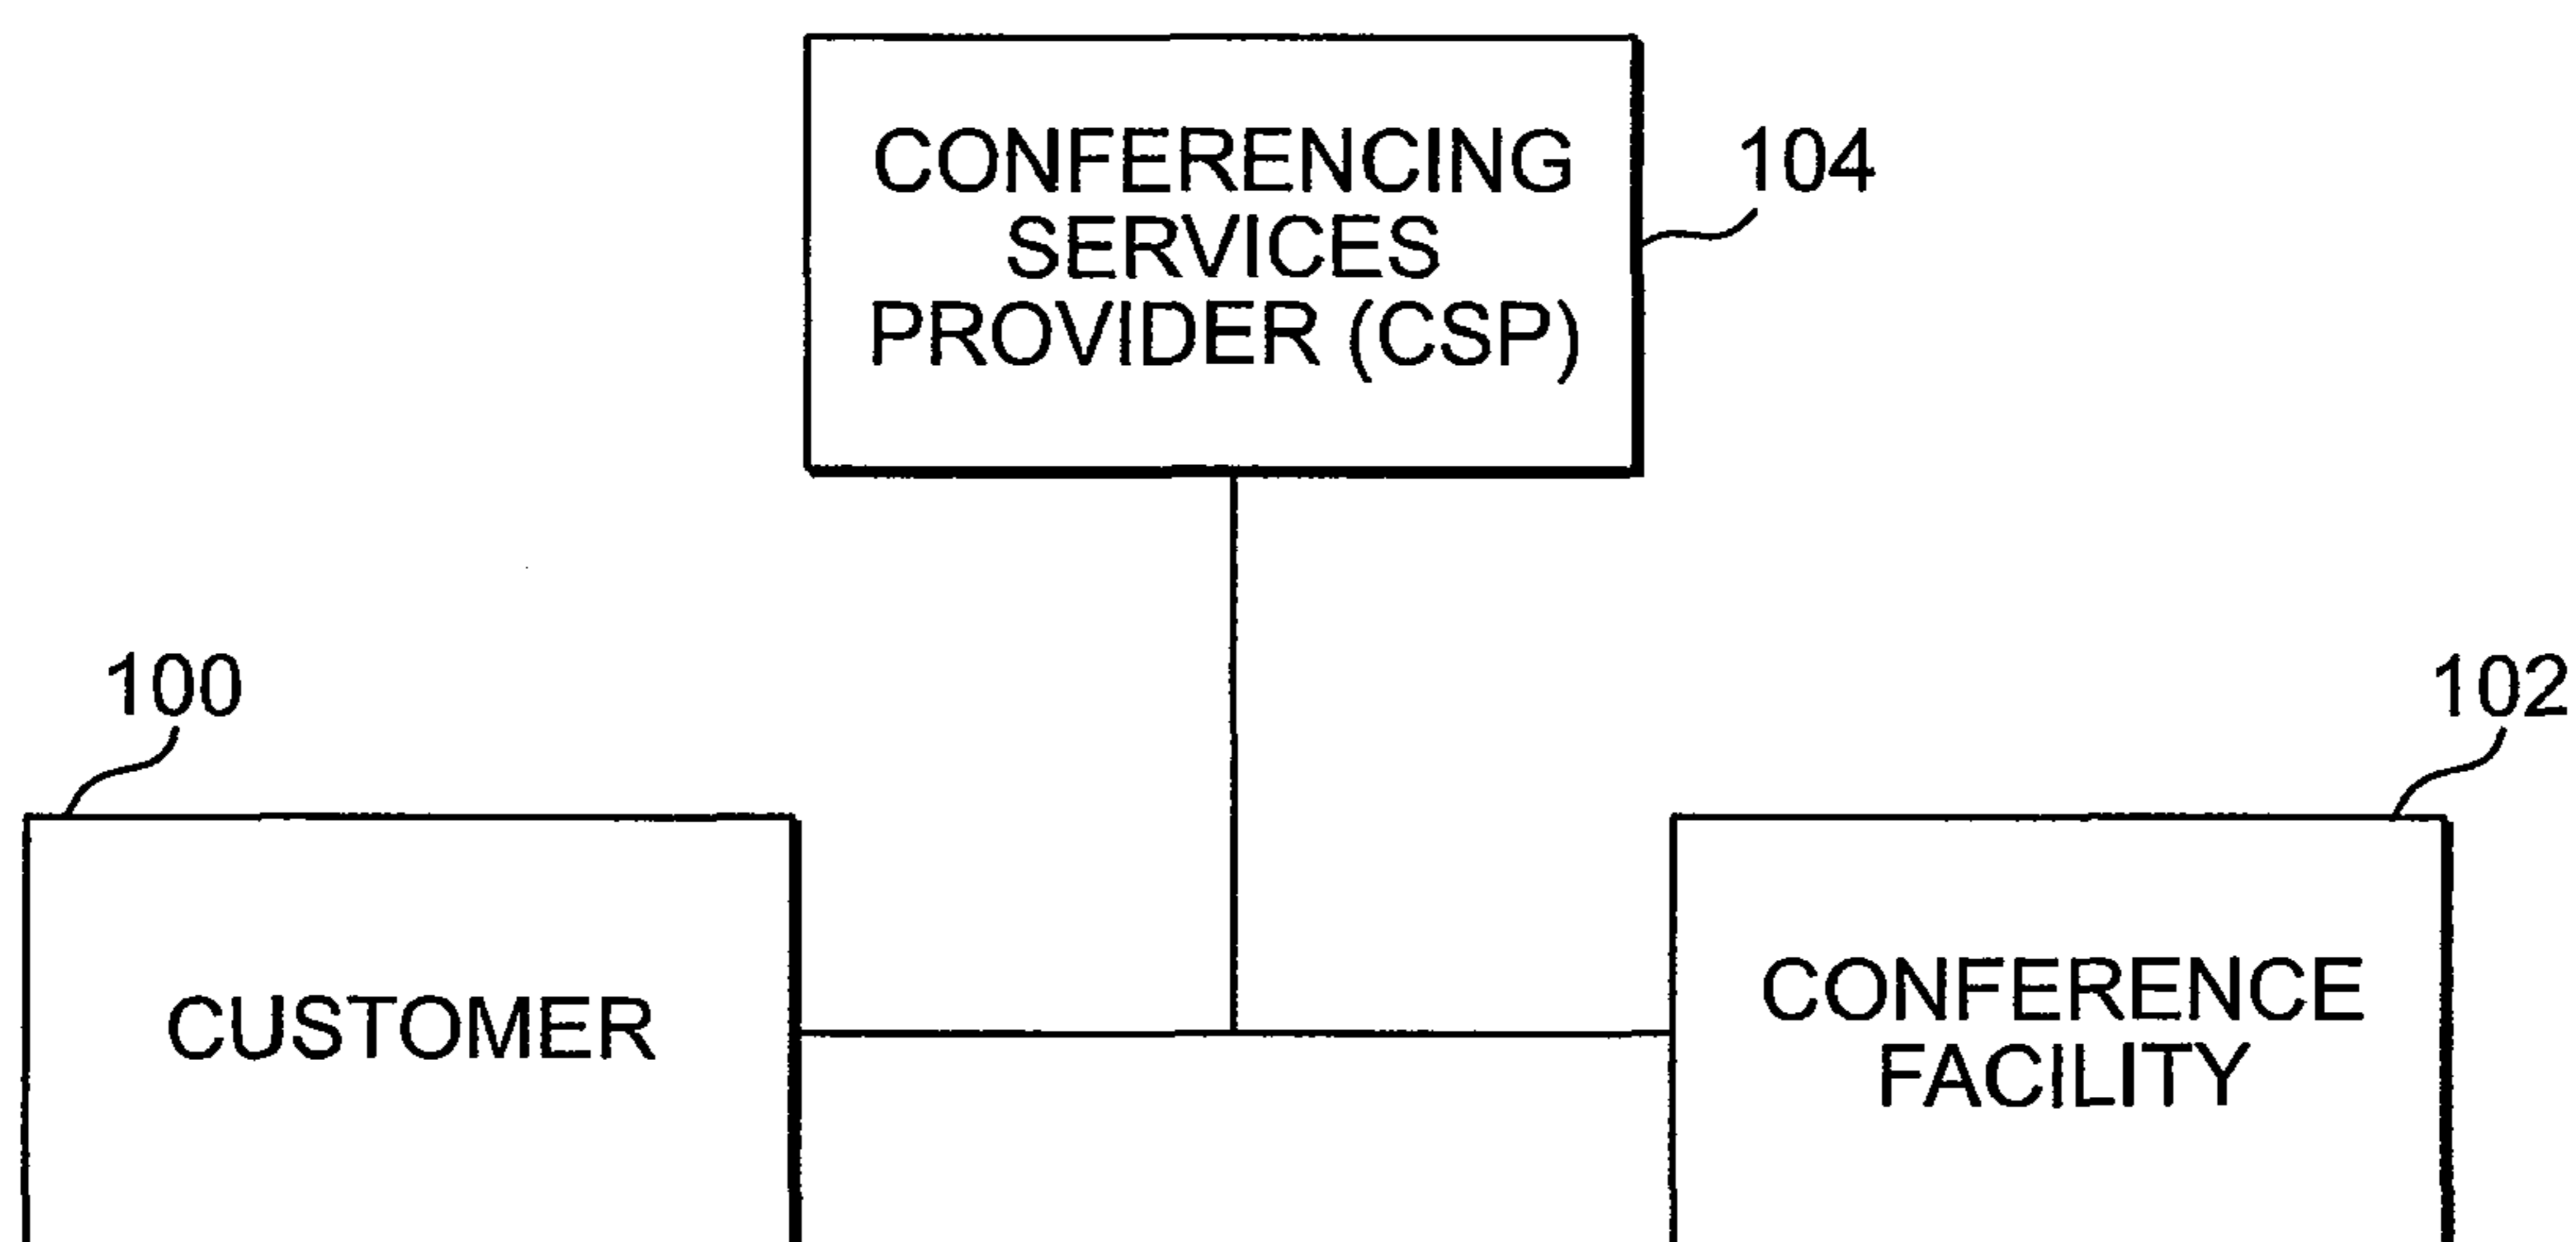 CONFERENCING
SERVICES
PROVIDER (CSP)
104
100
102
CUSTOMER
CONFERENCE
FACILITY